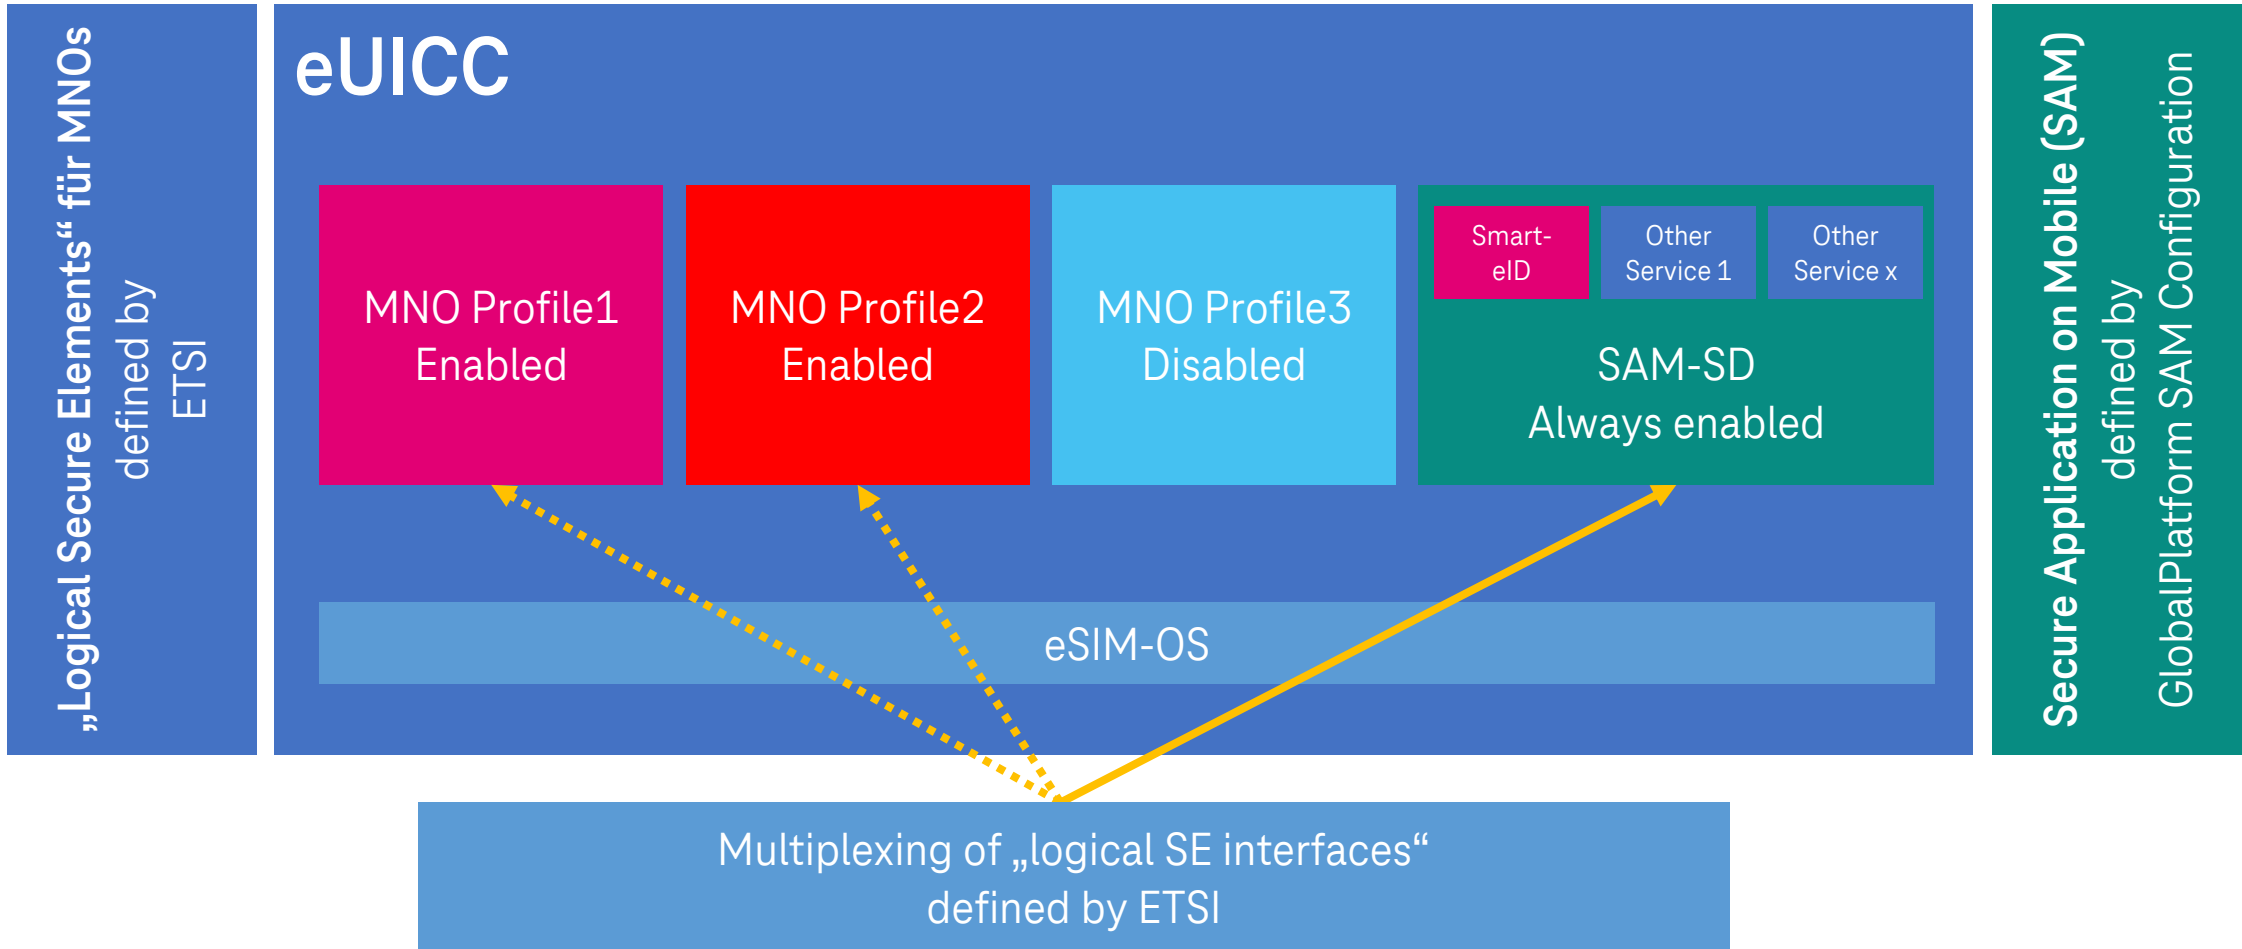 „Logical Secure Elements“ für MNOs
defined by
ETSI
eUICC
MNO Profile1
Enabled
MNO Profile2
Enabled
MNO Profile3
Disabled
Smart-
eID
Other
Service 1
Other
Service x
SAM-SD
Always enabled
eSIM-OS
Multiplexing of „logical SE interfaces“
defined by ETSI
Secure Application on Mobile (SAM)
defined by
GlobalPlatform SAM Configuration